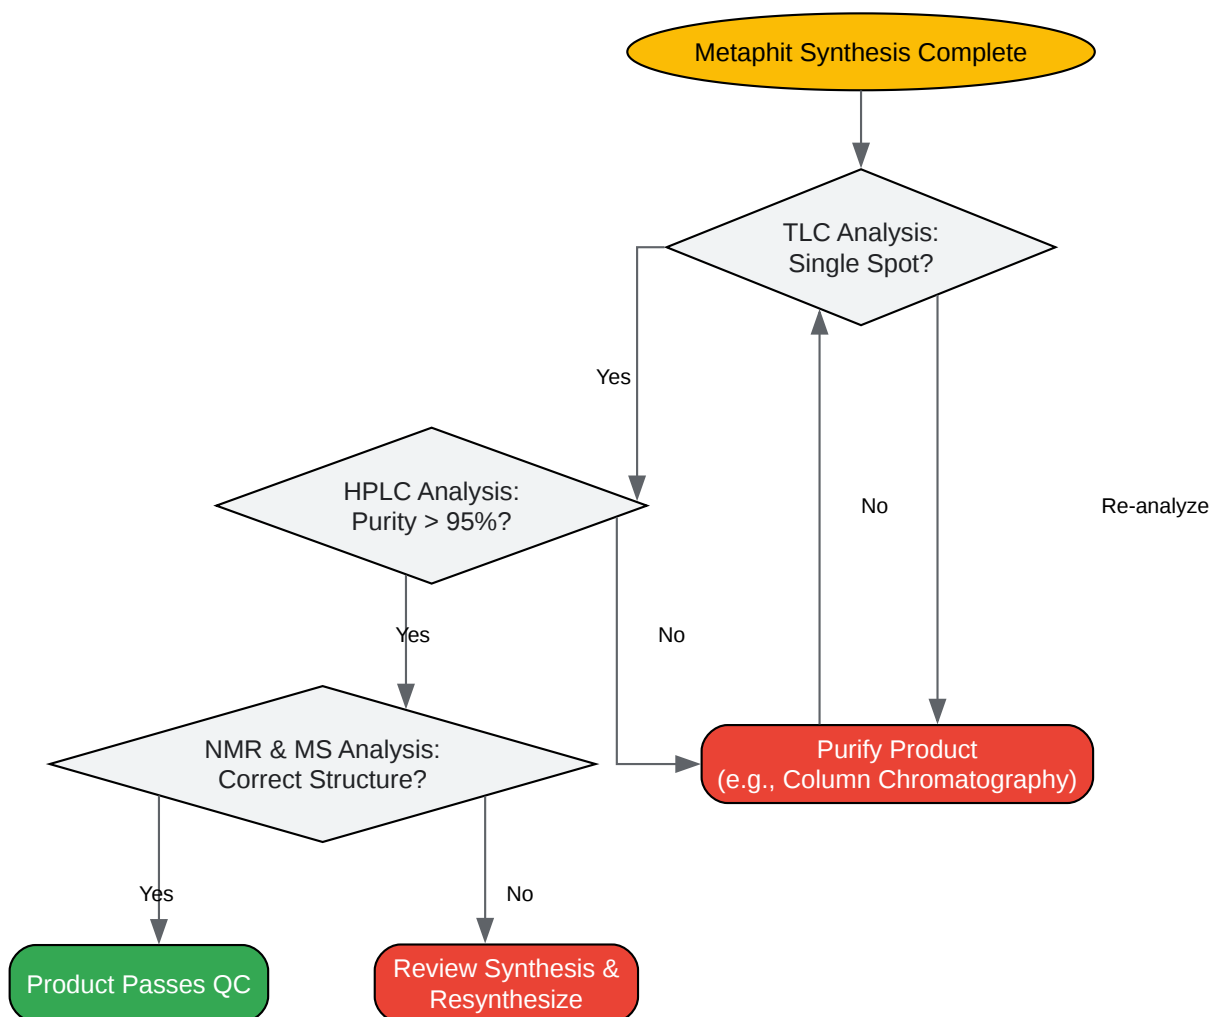 Metaphit Synthesis Complete
TLC Analysis:
Single Spot?
Yes
HPLC Analysis:
Purity > 95%?
No
Re-analyze
Yes
No
NMR & MS Analysis:
Correct Structure?
Purify Product
(e.g., Column Chromatography)
Yes
No
Product Passes QC
Review Synthesis &
Resynthesize